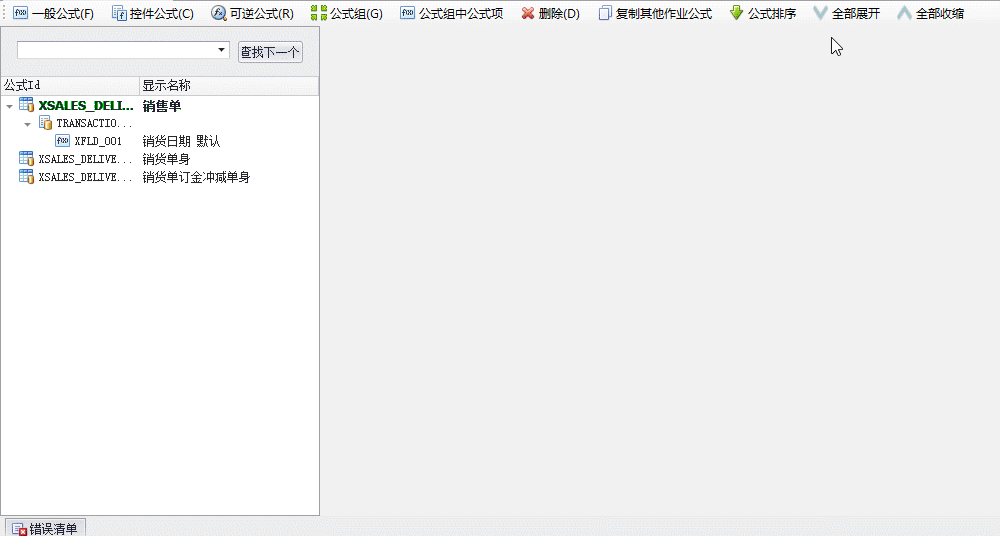 一般公式(F) 控件公式(C) 可逆公式(R) 公式组(G) 公式组中公式项 删除(D) 复制其他作业公式 公式排序 全部展开 全部收缩
查找下一个
公式Id 显示名称
XSALES_DELI... 销售单
TRANSACTIO...
XFLD_001 销货日期 默认
XSALES_DELIVE... 销货单身
XSALES_DELIVE... 销货单订金冲减单身
错误清单